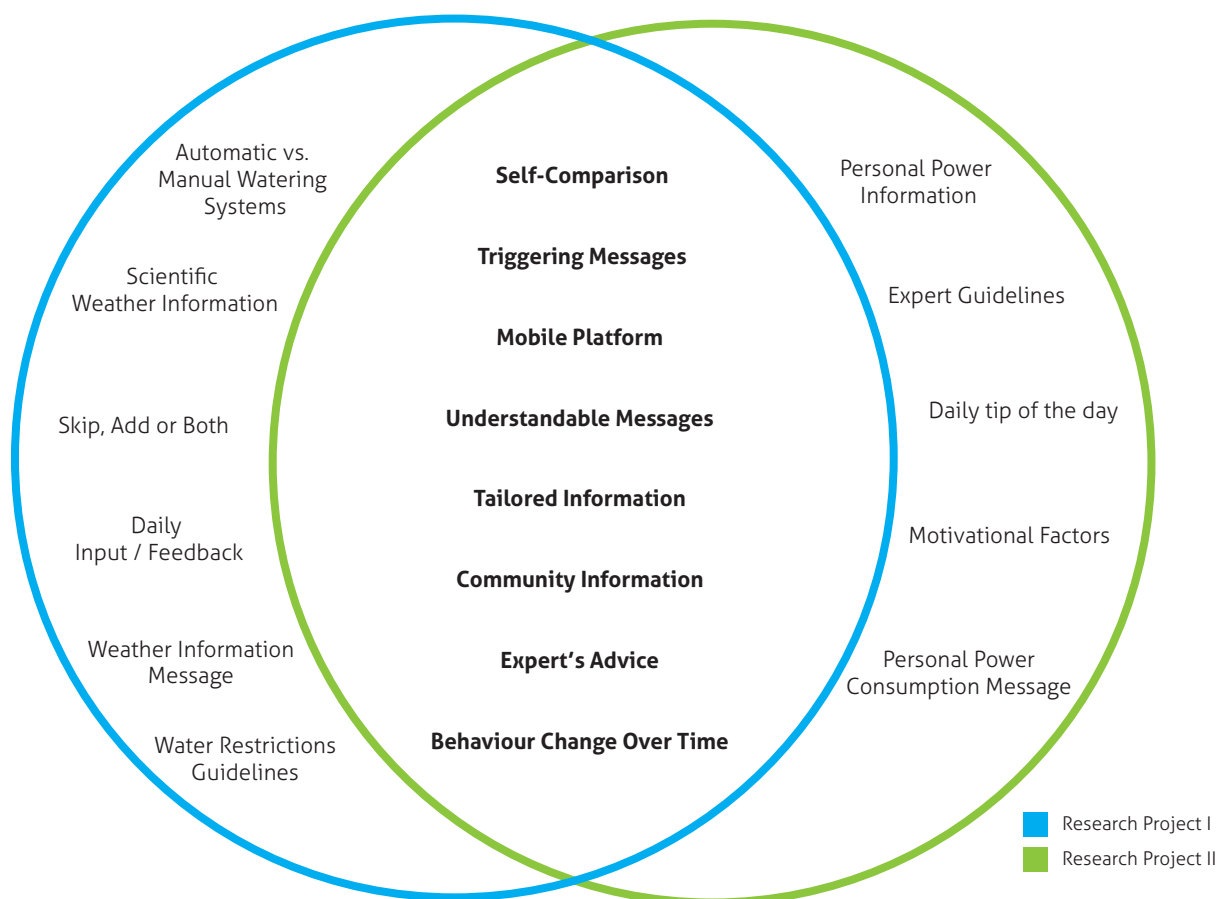 Automatic vs.
Manual Watering
Systems
Scientific
Weather Information
Skip, Add or Both
Daily
Input / Feedback
Weather Information
Message
Water Restrictions
Guidelines
Self-Comparison
Triggering Messages
Mobile Platform
Understandable Messages
Tailored Information
Community Information
Expert’s Advice
Behaviour Change Over Time
Personal Power
Information
Expert Guidelines
Daily tip of the day
Motivational Factors
Personal Power
Consumption Message
Research Project I
Research Project II